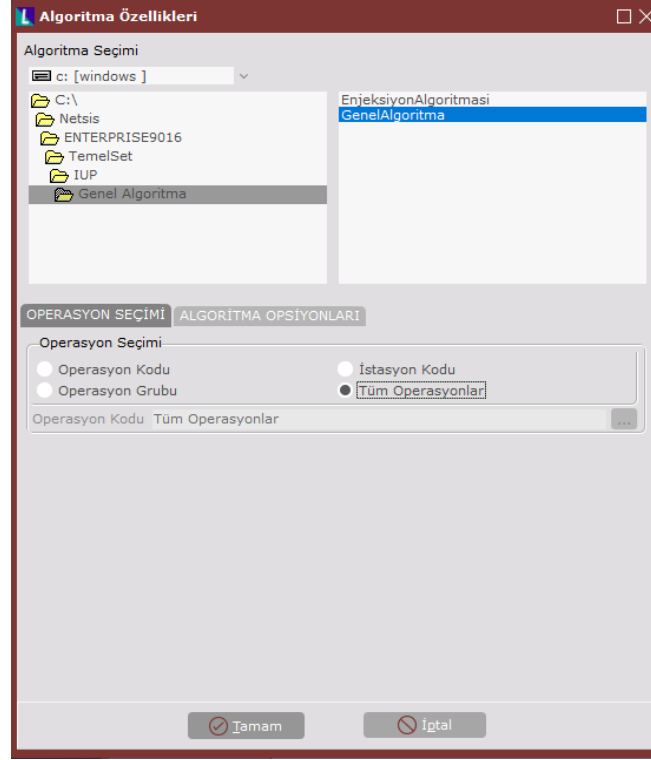 Algoritma Özellikleri
Algoritma Seçimi
c: [windows ]
C:\
Netsis
ENTERPRISE9016
TemelSet
IUP
Genel Algoritma
EnjeksiyonAlgoritmasi
GenelAlgoritma
OPERASYON SEÇİMİ ALGORİTMA OPSİYONLARI
Operasyon Seçimi
Operasyon Kodu İstasyon Kodu
Operasyon Grubu Tüm Operasyonlar
Operasyon Kodu Tüm Operasyonlar ...
Tamam İptal